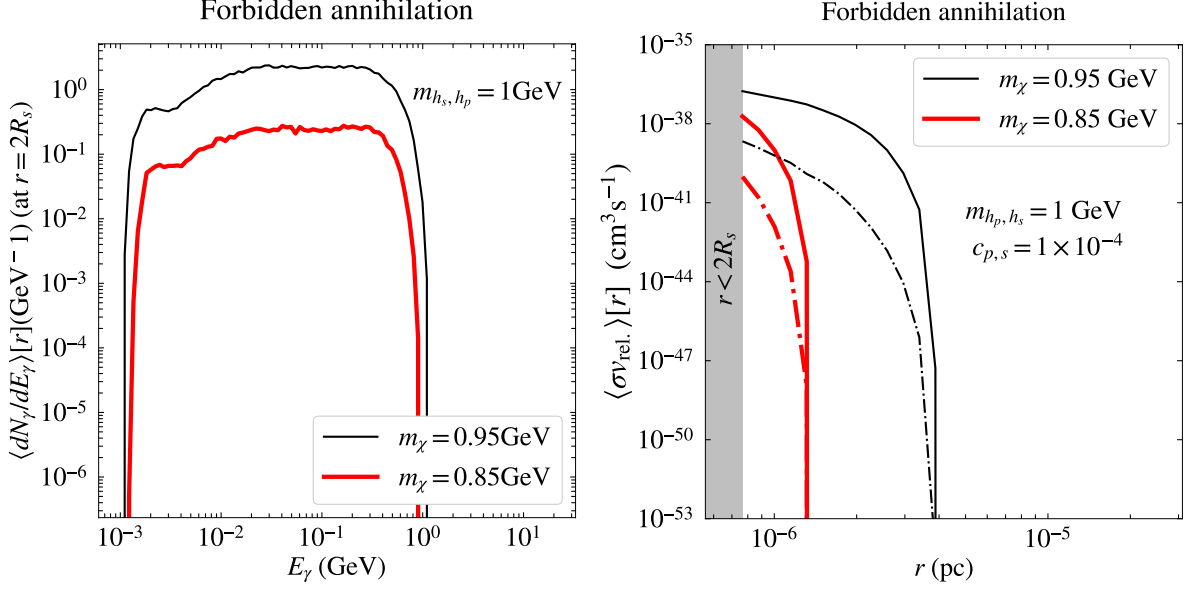 Forbidden annihilation
⟨dN_γ/dE_γ⟩[r](GeV−1) (at r = 2R_s)
10^0
10^−1
10^−2
10^−3
10^−4
10^−5
10^−6
m_{h_s, h_p} = 1GeV
m_χ = 0.95GeV
m_χ = 0.85GeV
10^−3
10^−2
10^−1
10^0
10^1
E_γ (GeV)
Forbidden annihilation
⟨σv_rel.⟩[r] (cm^3 s^−1)
10^−35
10^−38
10^−41
10^−44
10^−47
10^−50
10^−53
r < 2R_s
m_χ = 0.95 GeV
m_χ = 0.85 GeV
m_{h_p, h_s} = 1 GeV
c_{p, s} = 1 × 10^−4
10^−6
10^−5
r (pc)